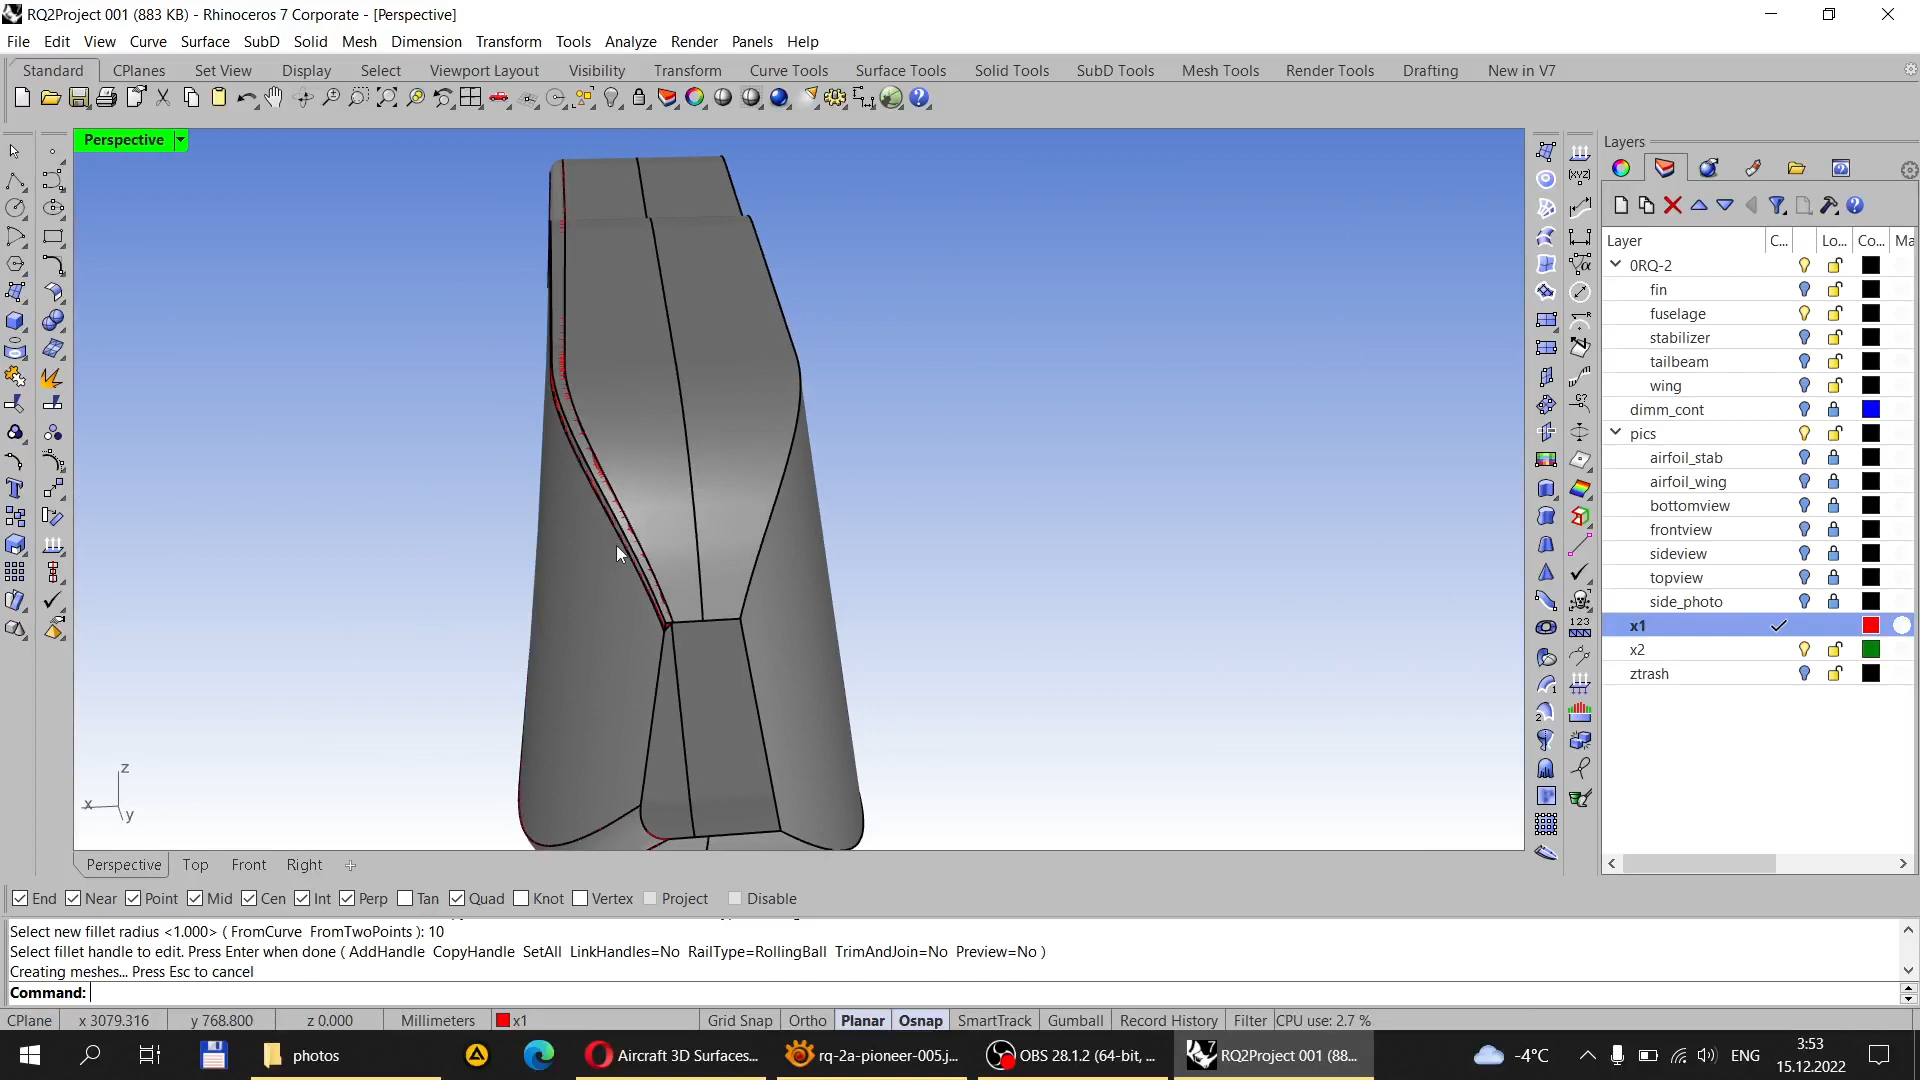 RQ2Project 001 (883 KB) - Rhinoceros 7 Corporate - [Perspective]
File Edit View Curve Surface SubD Solid Mesh Dimension Transform Tools Analyze Render Panels Help
Standard CPlanes Set View Display Select Viewport Layout Visibility Transform Curve Tools Surface Tools Solid Tools SubD Tools Mesh Tools Render Tools Drafting New in V7
Perspective
Layers
Layer C... Lo... Co... Ma
0RQ-2
fin
fuselage
stabilizer
tailbeam
wing
dimm_cont
pics
airfoil_stab
airfoil_wing
bottomview
frontview
sideview
topview
side_photo
x1
x2
ztrash
z
x
y
Perspective Top Front Right
End Near Point Mid Cen Int Perp Tan Quad Knot Vertex Project Disable
Select new fillet radius <1.000> ( FromCurve FromTwoPoints ): 10
Select fillet handle to edit. Press Enter when done ( AddHandle CopyHandle SetAll LinkHandles=No RailType=RollingBall TrimAndJoin=No Preview=No )
Creating meshes... Press Esc to cancel
Command:
CPlane x 3079.316 y 768.800 z 0.000 Millimeters x1 Grid Snap Ortho Planar Osnap SmartTrack Gumball Record History Filter CPU use: 2.7 %
photos Aircraft 3D Surfaces... rq-2a-pioneer-005.j... OBS 28.1.2 (64-bit, ... RQ2Project 001 (88... -4°C ENG 3:53
15.12.2022